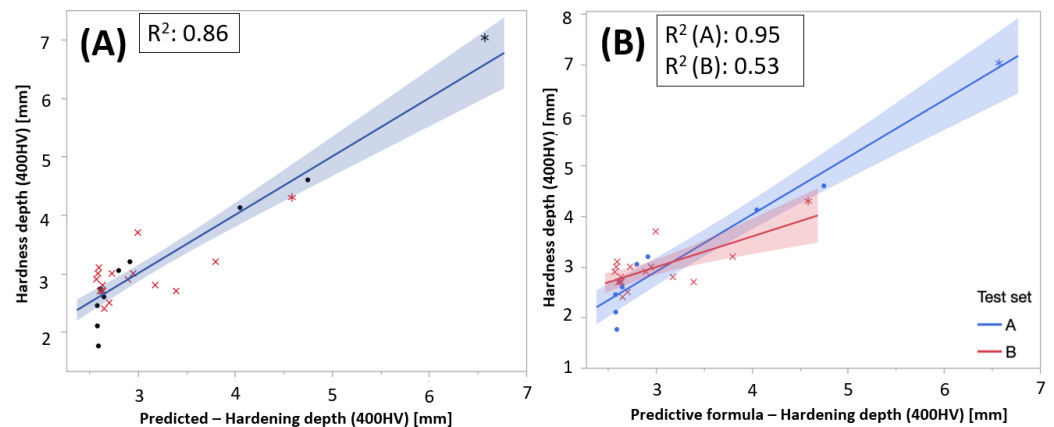 (A)
R²: 0.86
Hardness depth (400HV) [mm]
7
6
5
4
3
2
3
4
5
6
7
Predicted – Hardening depth (400HV) [mm]
(B)
R² (A): 0.95
R² (B): 0.53
Hardness depth (400HV) [mm]
8
7
6
5
4
3
2
1
3
4
5
6
7
Predictive formula – Hardening depth (400HV) [mm]
Test set
A
B